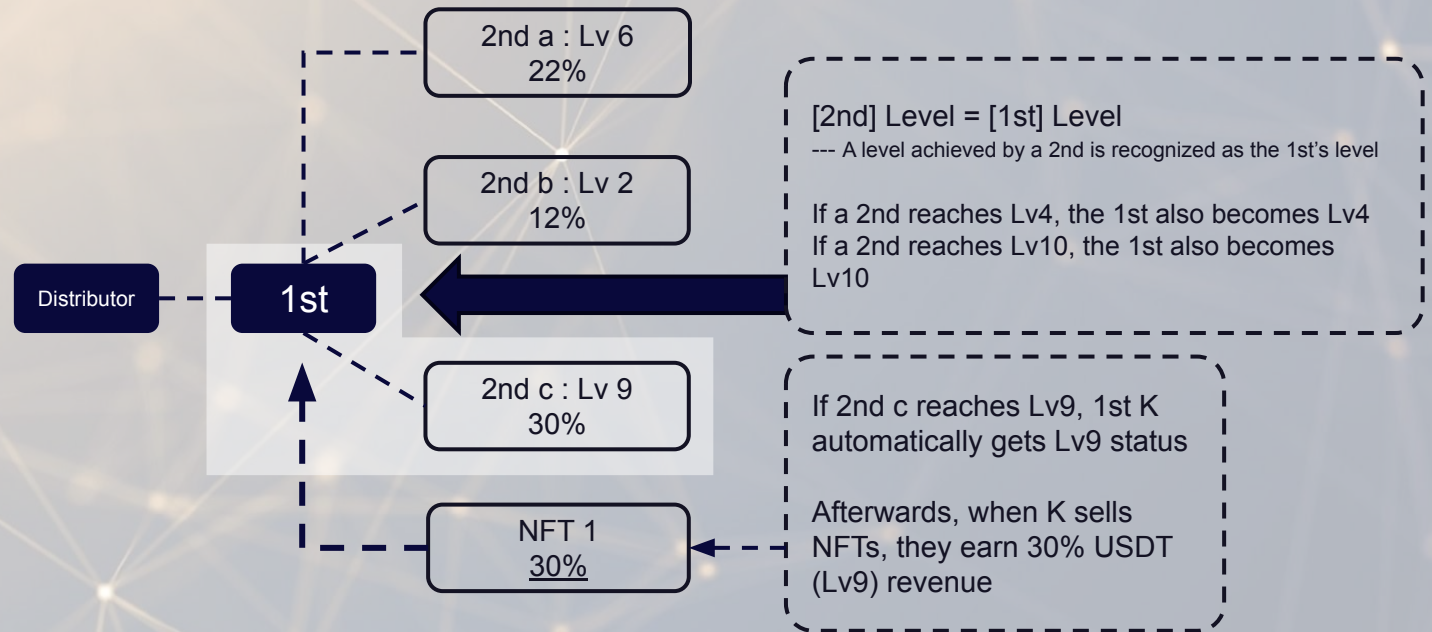 2nd a : Lv 6
22%
2nd b : Lv 2
12%
Distributor
1st
2nd c : Lv 9
30%
NFT 1
30%
[2nd] Level = [1st] Level
--- A level achieved by a 2nd is recognized as the 1st's level
If a 2nd reaches Lv4, the 1st also becomes Lv4
If a 2nd reaches Lv10, the 1st also becomes
Lv10
If 2nd c reaches Lv9, 1st K
automatically gets Lv9 status
Afterwards, when K sells
NFTs, they earn 30% USDT
(Lv9) revenue